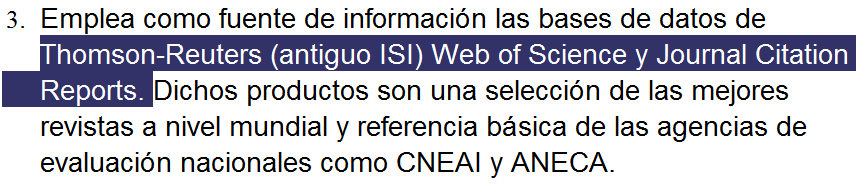 3. Emplea como fuente de información las bases de datos de
Thomson-Reuters (antiguo ISI) Web of Science y Journal Citation
Reports. Dichos productos son una selección de las mejores
revistas a nivel mundial y referencia básica de las agencias de
evaluación nacionales como CNEAI y ANECA.